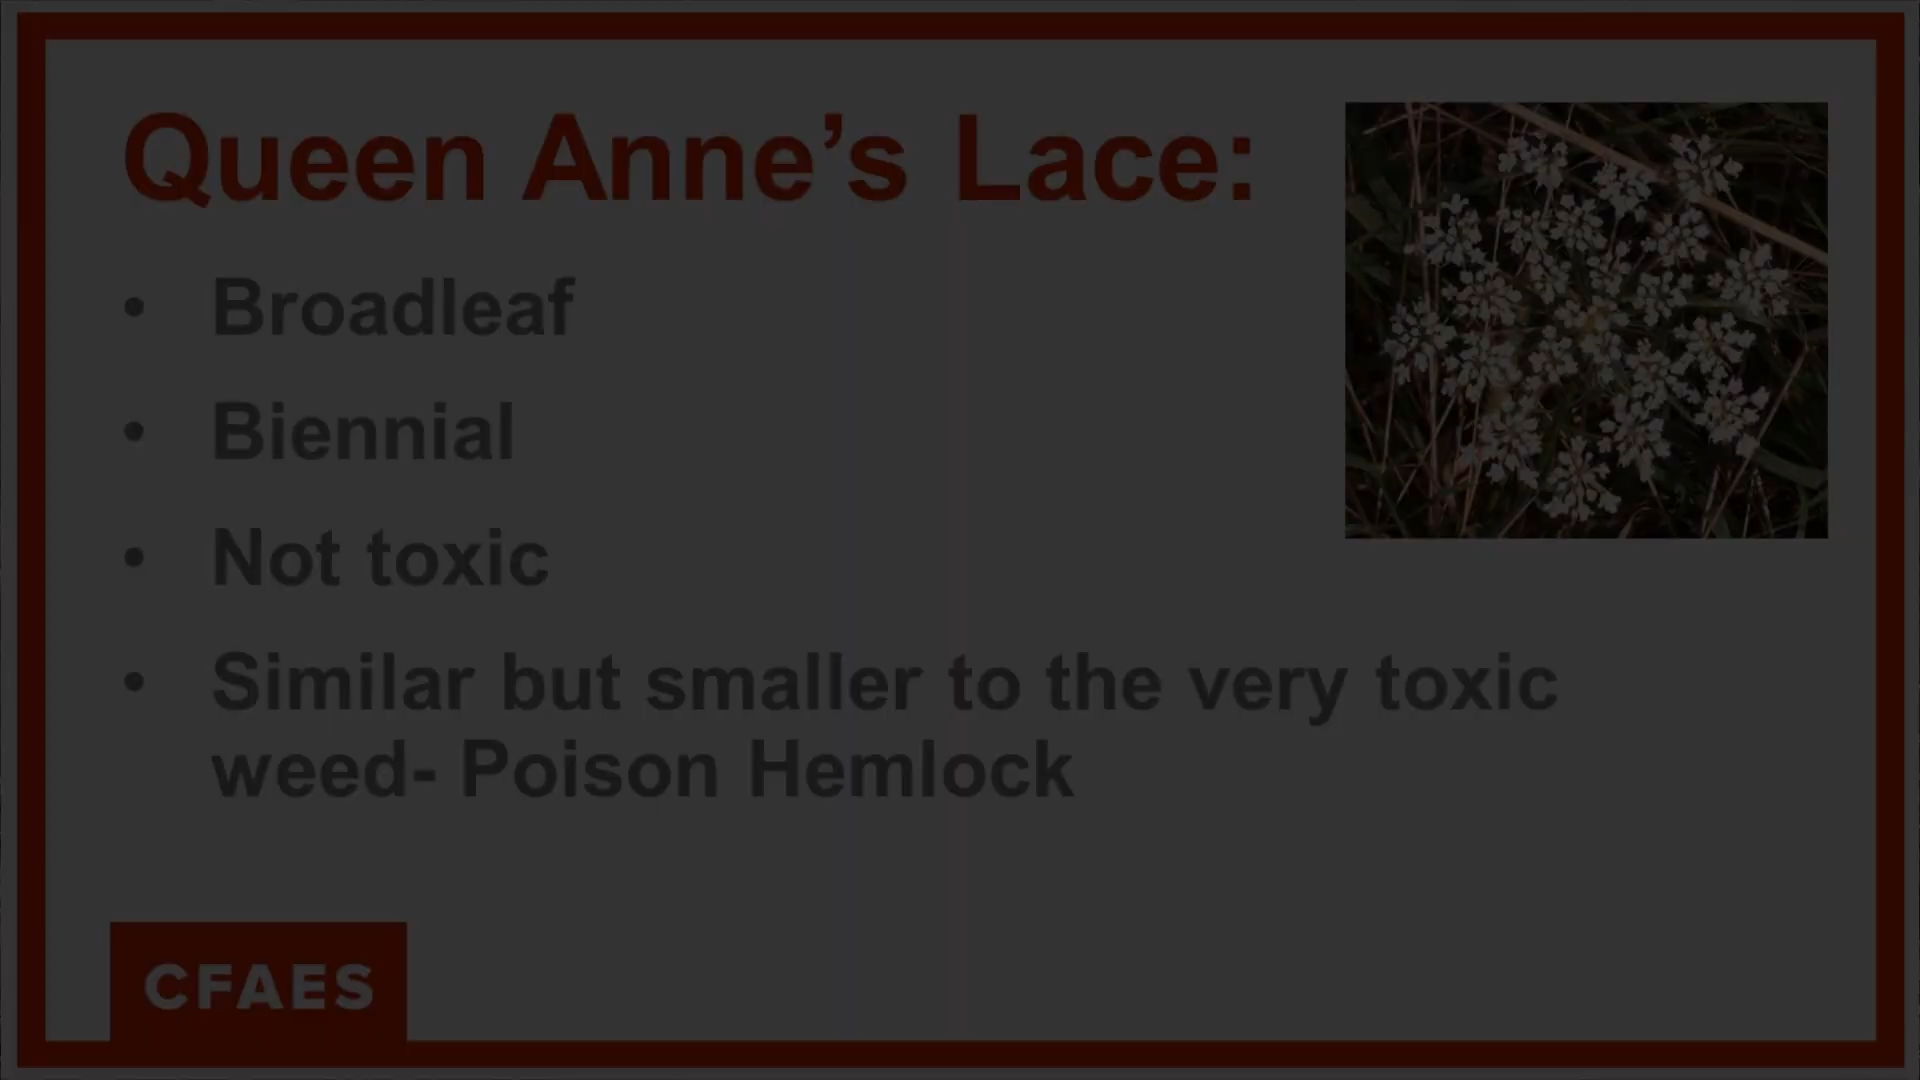 Queen Anne’s Lace:
• Broadleaf
• Biennial
• Not toxic
• Similar but smaller to the very toxic
weed- Poison Hemlock
CFAES